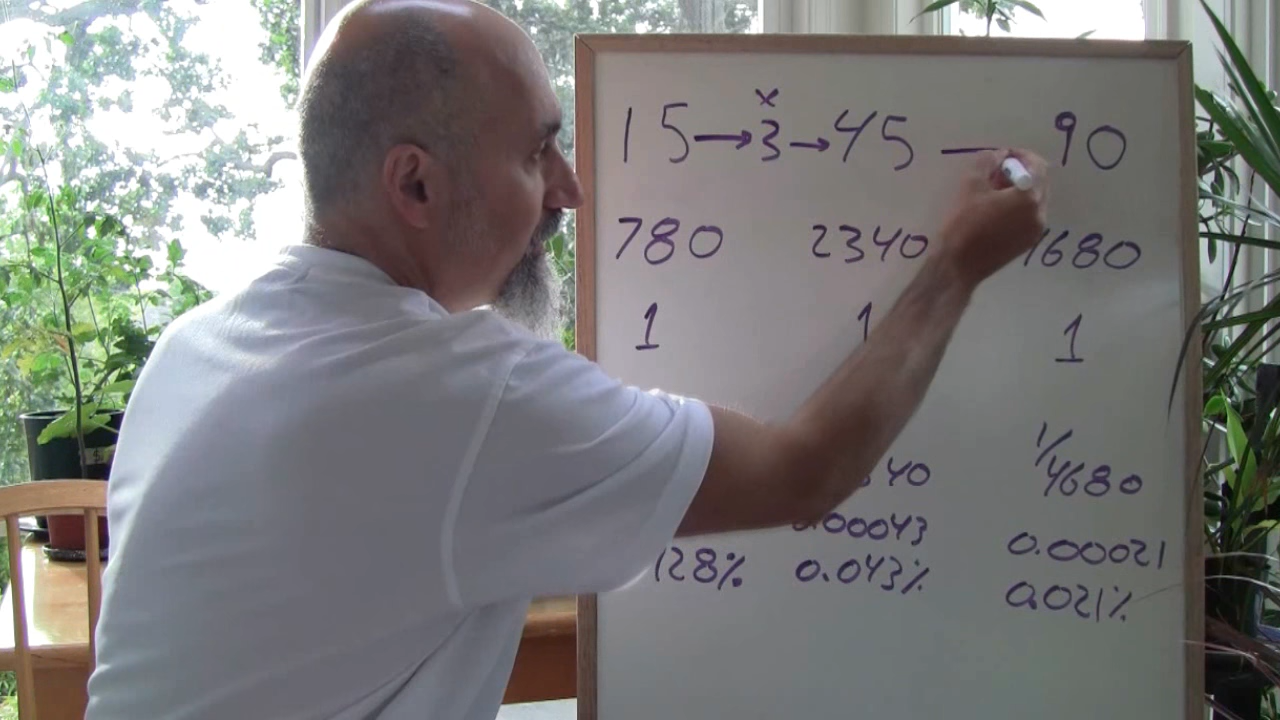 x
15 → 3 → 45 — 90
780 2340 4680
1 1 1
40 1/4680
0.00043 0.00021
128% 0.043% 0.021%